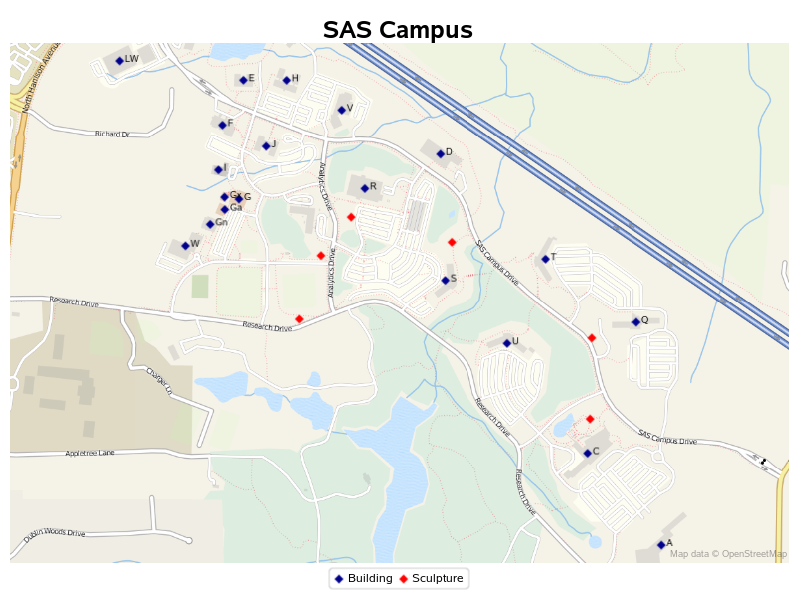 SAS Campus
LW
E
H
V
North Harrison Avenue
F
Richard Dr
J
D
I
Analytics Drive
R
Gx
G
Ga
Gn
W
SAS Campus Drive
T
Analytics Drive
S
Research Drive
Research Drive
Q
U
Charger Ln
Research Drive
SAS Campus Drive
Appletree Lane
C
Research Drive
Dublin Woods Drive
A
Map data © OpenStreetMap
Building
Sculpture